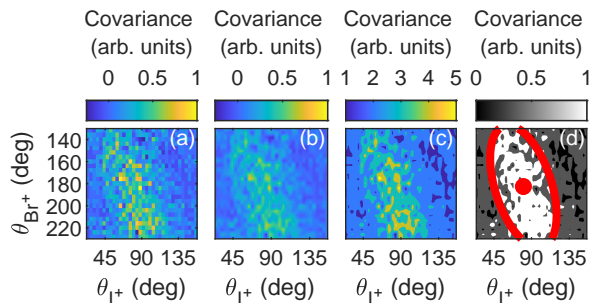 Covariance Covariance Covariance Covariance
(arb. units) (arb. units) (arb. units) (arb. units)
0 0.5 1 0 0.5 1 1 2 3 4 5 0 0.5 1
(a) (b) (c) (d)
140
160
180
200
220
θBr+ (deg)
45 90 135 45 90 135 45 90 135 45 90 135
θI+ (deg) θI+ (deg) θI+ (deg) θI+ (deg)